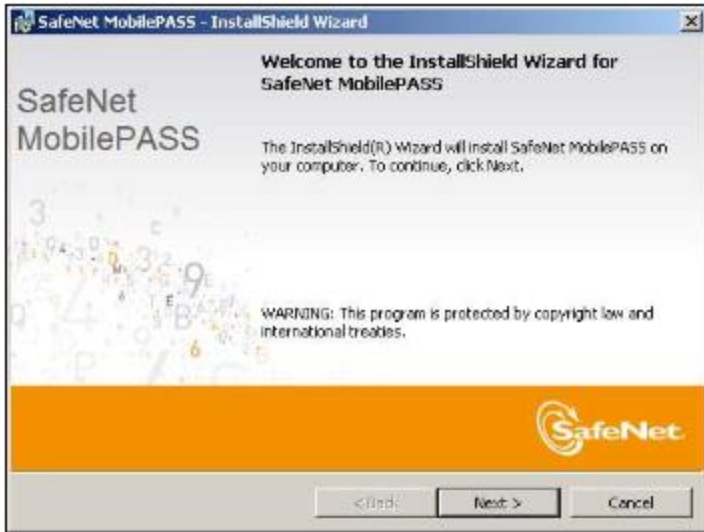 SafeNet MobilePASS - InstallShield Wizard
Welcome to the InstallShield Wizard for
SafeNet MobilePASS
SafeNet
MobilePASS
The InstallShield(R) Wizard will install SafeNet MobilePASS on
your computer. To continue, click Next.
WARNING: This program is protected by copyright law and
international treaties.
SafeNet.
< Back
Next >
Cancel